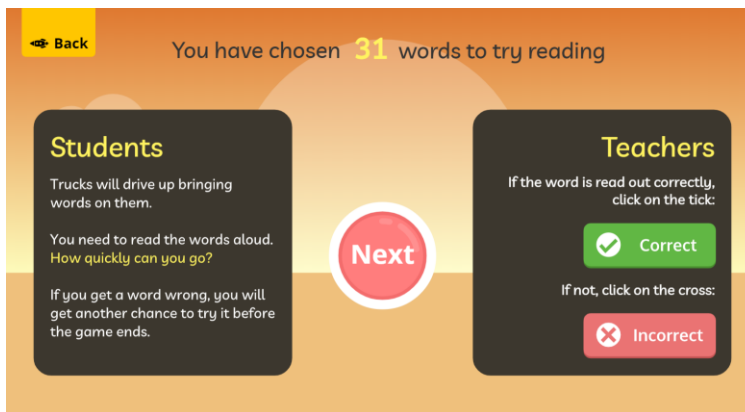 Back
You have chosen 31 words to try reading
Students
Trucks will drive up bringing
words on them.
You need to read the words aloud.
How quickly can you go?
If you get a word wrong, you will
get another chance to try it before
the game ends.
Next
Teachers
If the word is read out correctly,
click on the tick:
Correct
If not, click on the cross:
Incorrect